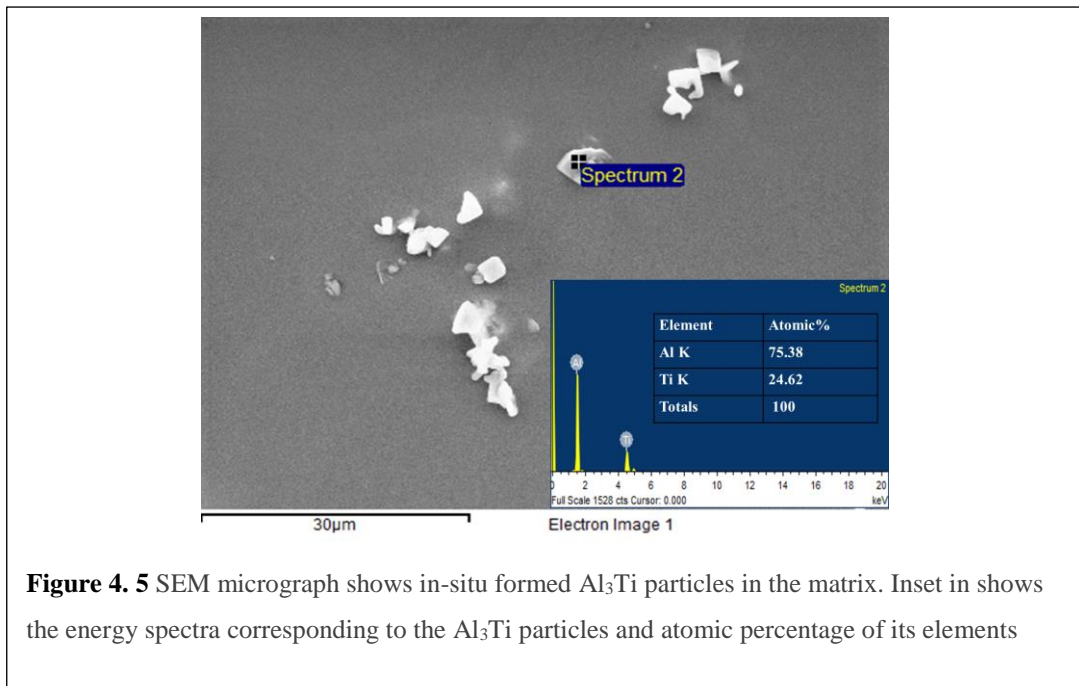 Spectrum 2
Spectrum 2
Element Atomic%
Al K 75.38
Ti K 24.62
Totals 100
Al
Ti
0 2 4 6 8 10 12 14 16 18 20
Full Scale 1528 cts Cursor: 0.000 keV
30µm Electron Image 1
Figure 4. 5 SEM micrograph shows in-situ formed Al₃Ti particles in the matrix. Inset in shows
the energy spectra corresponding to the Al₃Ti particles and atomic percentage of its elements